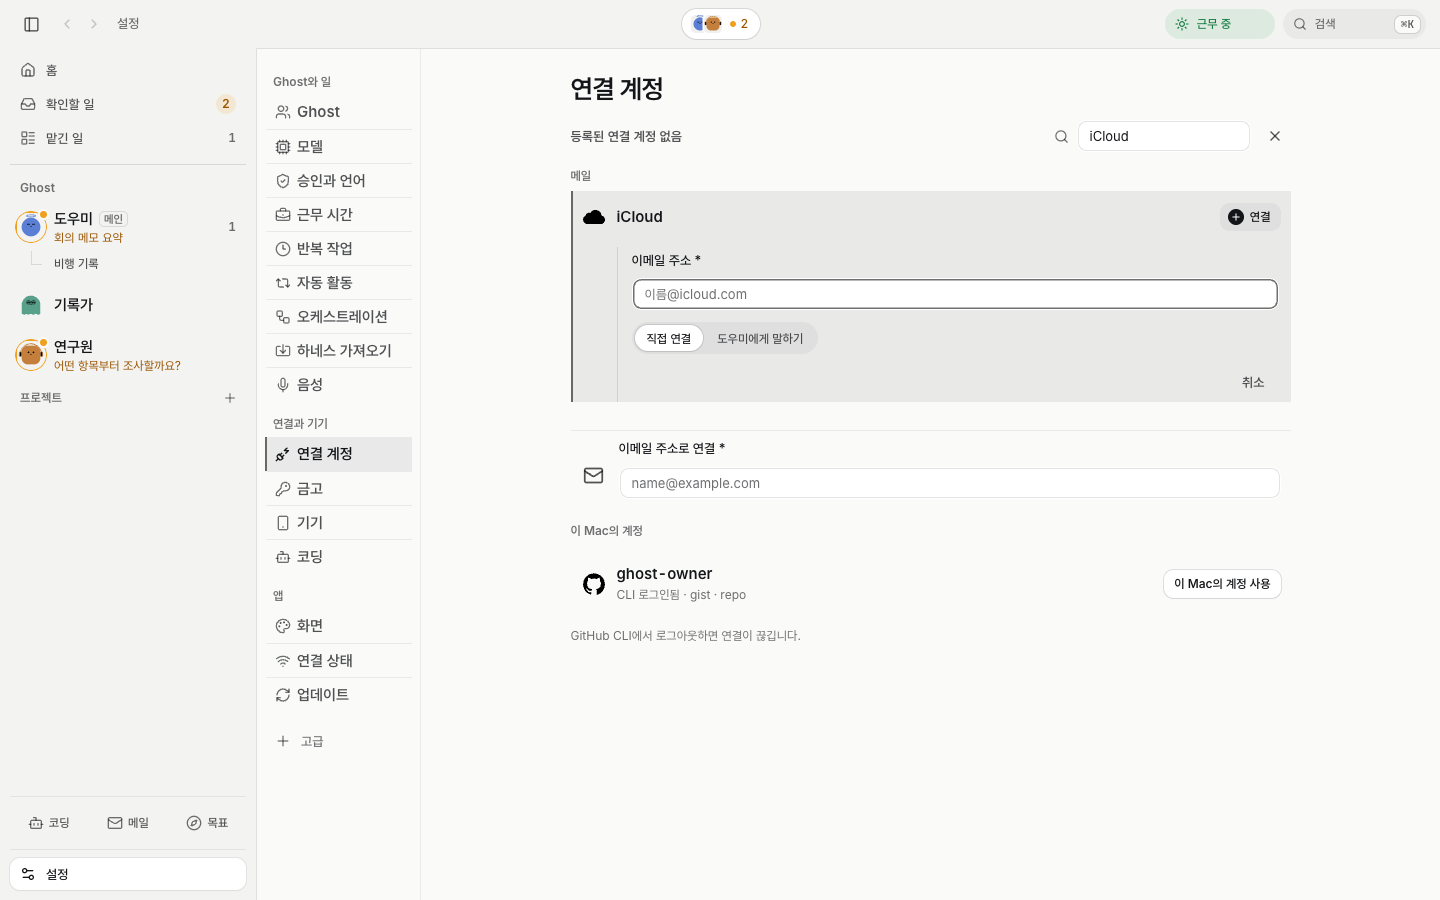 설정
2
근무 중
검색
⌘K
홈
확인할 일
2
맡긴 일
1
Ghost
도우미
메인
회의 메모 요약
1
비행 기록
기록가
연구원
어떤 항목부터 조사할까요?
프로젝트
코딩
메일
목표
설정
Ghost와 일
Ghost
모델
승인과 언어
근무 시간
반복 작업
자동 활동
오케스트레이션
하네스 가져오기
음성
연결과 기기
연결 계정
금고
기기
코딩
앱
화면
연결 상태
업데이트
고급
연결 계정
등록된 연결 계정 없음
iCloud
메일
iCloud
연결
이메일 주소 *
이름@icloud.com
직접 연결
도우미에게 말하기
취소
이메일 주소로 연결 *
name@example.com
이 Mac의 계정
ghost-owner
CLI 로그인됨 · gist · repo
이 Mac의 계정 사용
GitHub CLI에서 로그아웃하면 연결이 끊깁니다.